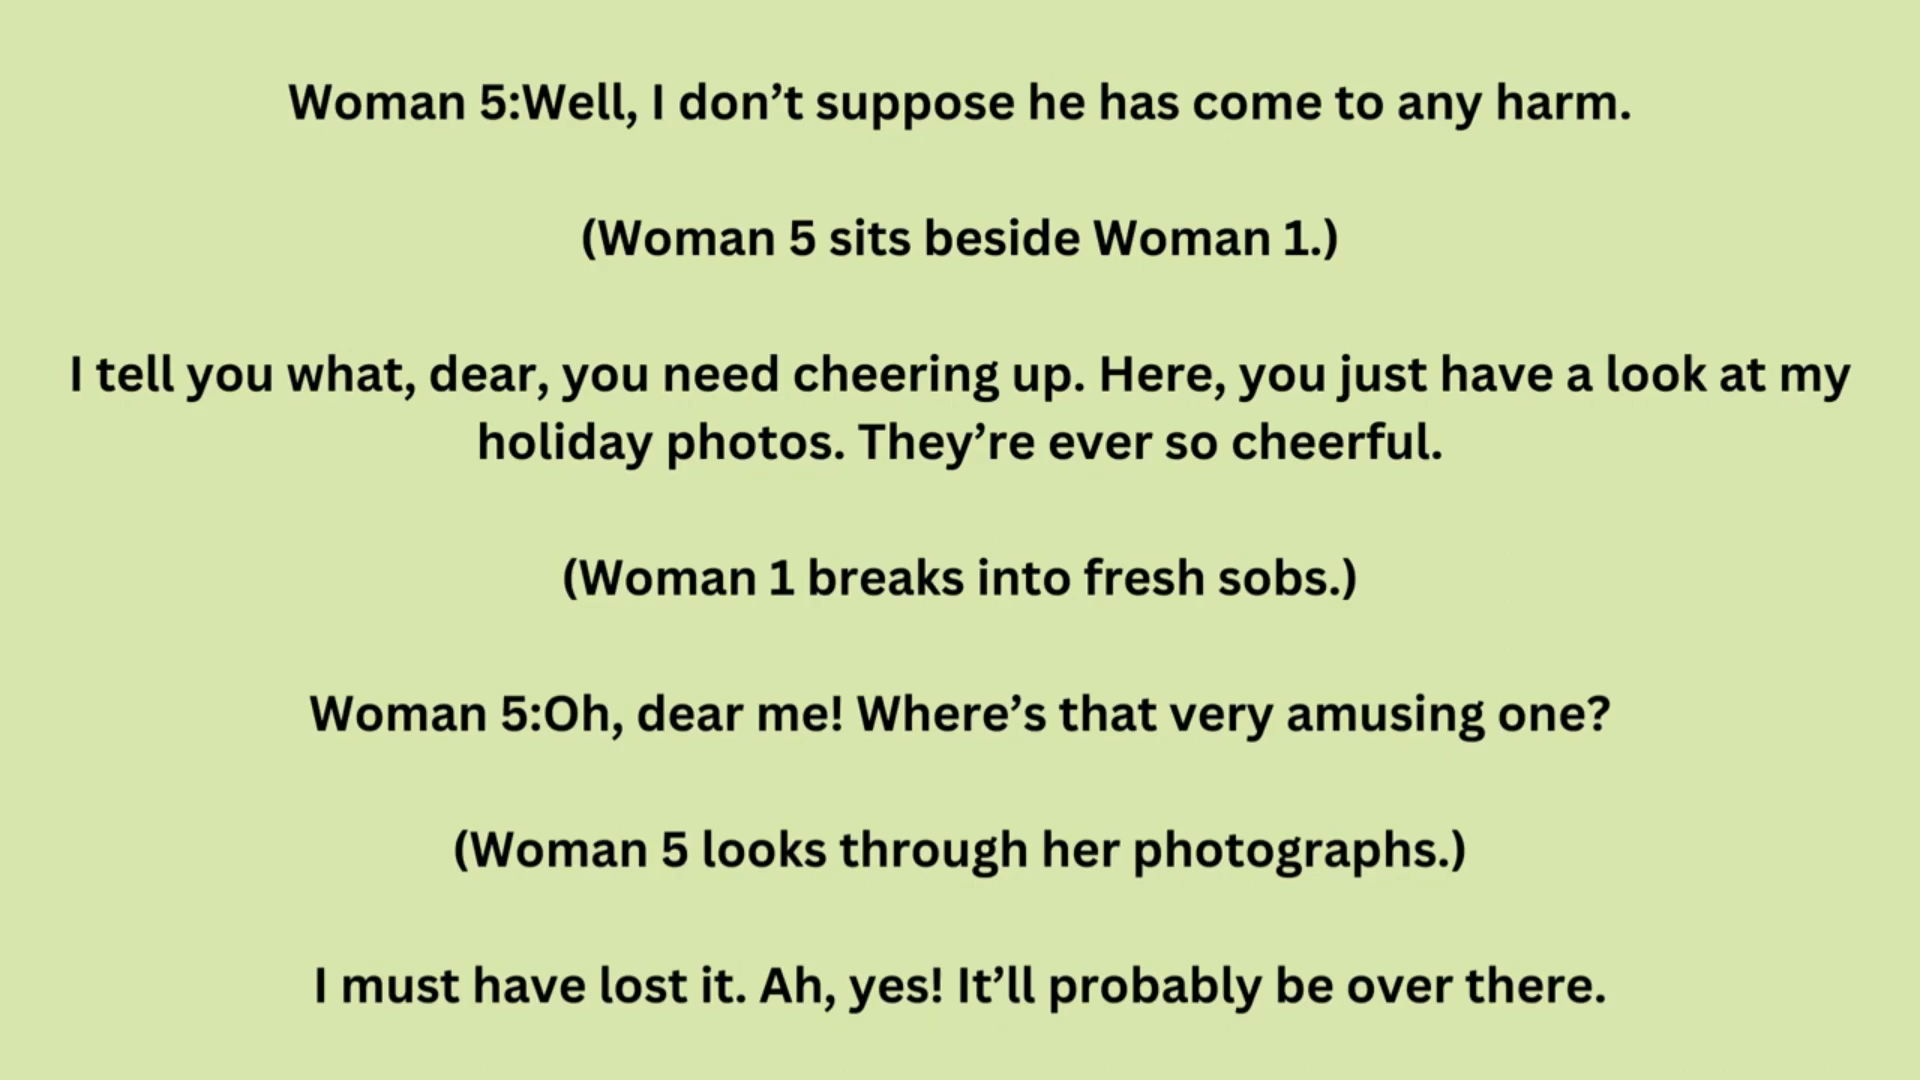 Woman 5:Well, I don’t suppose he has come to any harm.
(Woman 5 sits beside Woman 1.)
I tell you what, dear, you need cheering up. Here, you just have a look at my
holiday photos. They’re ever so cheerful.
(Woman 1 breaks into fresh sobs.)
Woman 5:Oh, dear me! Where’s that very amusing one?
(Woman 5 looks through her photographs.)
I must have lost it. Ah, yes! It’ll probably be over there.